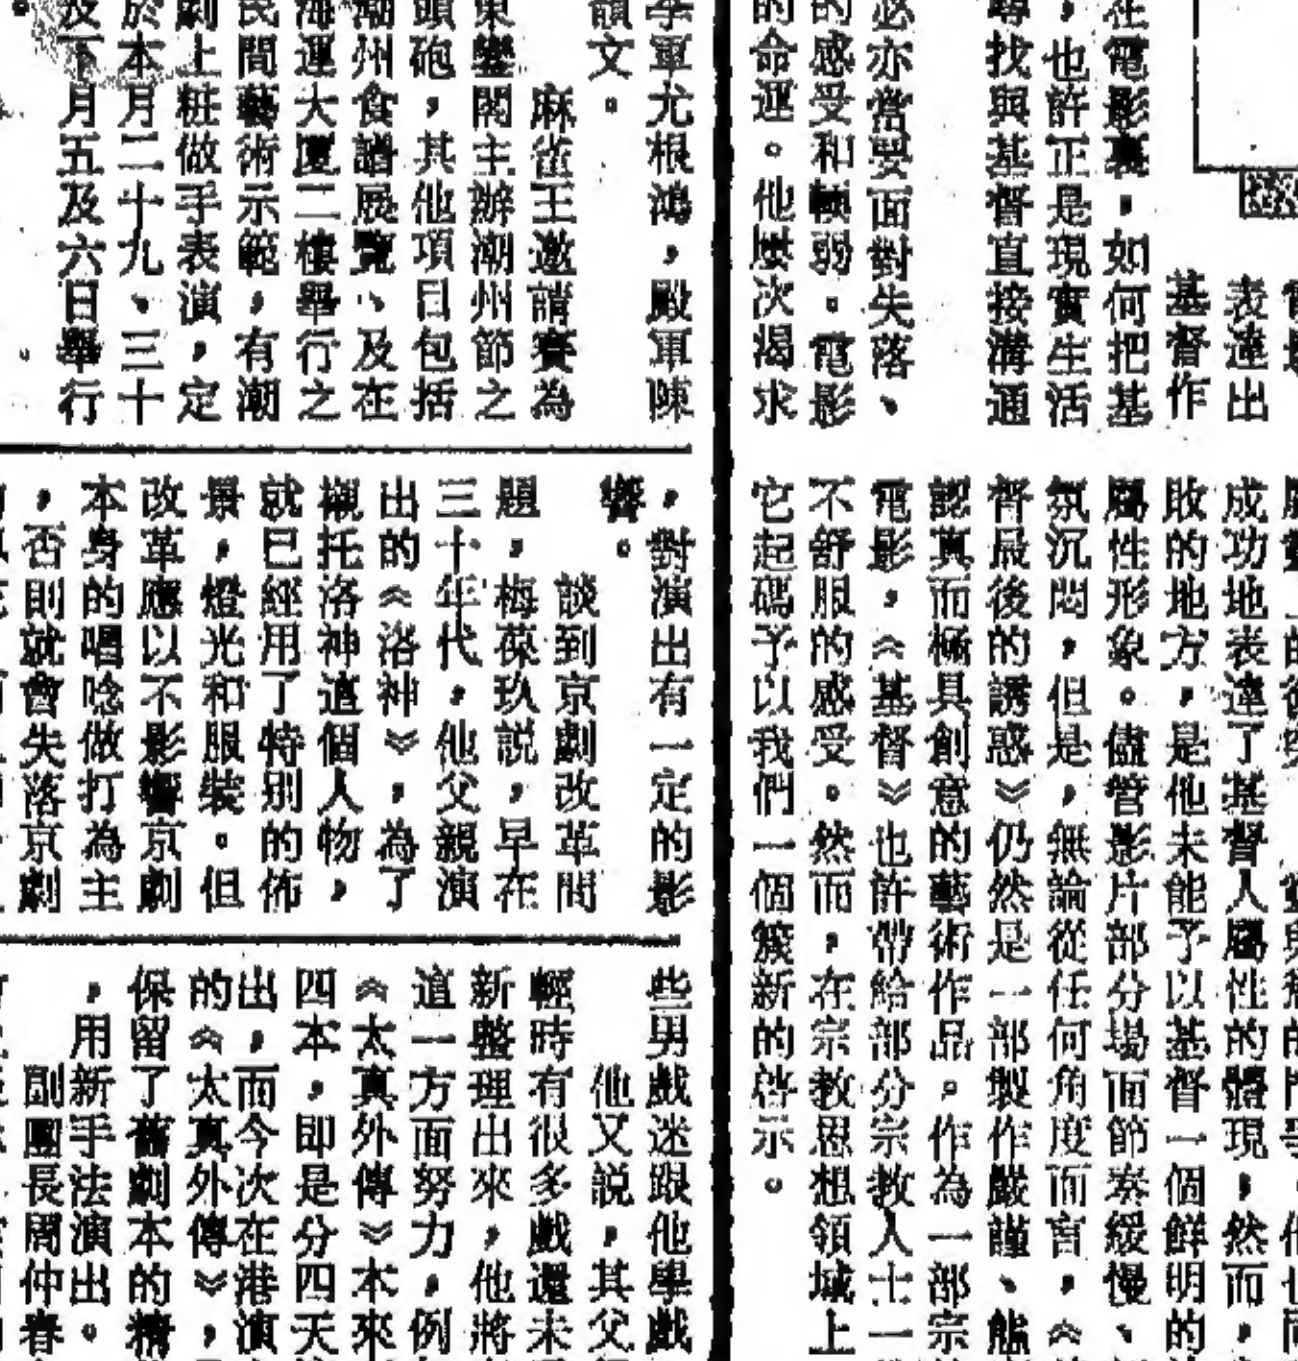 在電影裏,如何把基
,也許正是現實生活
尋找與基督直接溝通
必亦當要面對失落、
的感受和輭弱。電影
的命運。他屢次渴求
表達出
基督作
成功地表達了基督人屬性的體現,然而,
敗的地方,是他未能予以基督一個鮮明的
屬性形象。儘管影片部分場面節奏緩慢、
氛沉悶,但是,無論從任何角度而言,《
督最後的誘惑》仍然是一部製作嚴謹、態
認真而極具創意的藝術作品。作為一部宗
電影,《基督》也許帶給部分宗教人士一
不舒服的感受。然而,在宗教思想領域上
它起碼予以我們一個簇新的啓示。
季軍尤根鴻,殿軍陳
韻文。
麻雀王邀請賽為
東鑾閣主辦潮州節之
頭砲,其他項目包括
潮州食譜展覽、及在
海運大廈二樓舉行之
民間藝術示範,有潮
劇上粧做手表演,定
於本月二十九、三十
及下月五及六日舉行
。
,對演出有一定的影
響。
談到京劇改革問
題,梅葆玖説,早在
三十年代,他父親演
出的《洛神》,為了
襯托洛神這個人物,
就已經用了特別的佈
景,燈光和服裝。但
改革應以不影響京劇
本身的唱唸做打為主
,否則就會失落京劇
些男戲迷跟他學戲
他又説,其父
輕時有很多戲還未
新整理出來,他將
這一方面努力,例
《太真外傳》本來
四本,即是分四天
出,而今次在港演
的《太真外傳》,
保留了舊劇本的精
,用新手法演出。
副團長周仲春